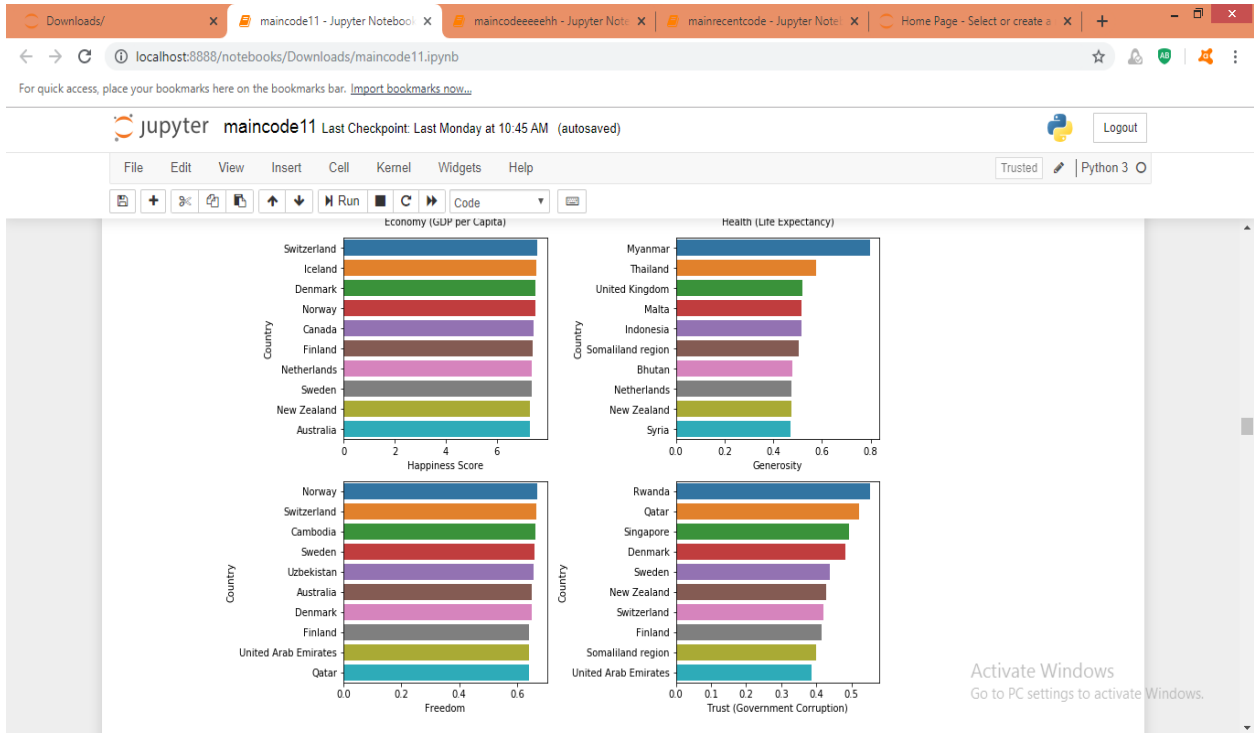 Downloads/
maincode11 - Jupyter Notebook
maincodeeeeehh - Jupyter Note
mainrecentcode - Jupyter Note
Home Page - Select or create a
localhost:8888/notebooks/Downloads/maincode11.ipynb
For quick access, place your bookmarks here on the bookmarks bar. Import bookmarks now...
jupyter maincode11 Last Checkpoint: Last Monday at 10:45 AM (autosaved)
Logout
File Edit View Insert Cell Kernel Widgets Help
Trusted Python 3
Run Code
Economy (GDP per Capita)
Switzerland
Iceland
Denmark
Norway
Canada
Finland
Netherlands
Sweden
New Zealand
Australia
Country
0 2 4 6
Happiness Score
Health (Life Expectancy)
Myanmar
Thailand
United Kingdom
Malta
Indonesia
Somaliland region
Bhutan
Netherlands
New Zealand
Syria
Country
0.0 0.2 0.4 0.6 0.8
Generosity
Norway
Switzerland
Cambodia
Sweden
Uzbekistan
Australia
Denmark
Finland
United Arab Emirates
Qatar
Country
0.0 0.2 0.4 0.6
Freedom
Rwanda
Qatar
Singapore
Denmark
Sweden
New Zealand
Switzerland
Finland
Somaliland region
United Arab Emirates
Country
0.0 0.1 0.2 0.3 0.4 0.5
Trust (Government Corruption)
Activate Windows
Go to PC settings to activate Windows.